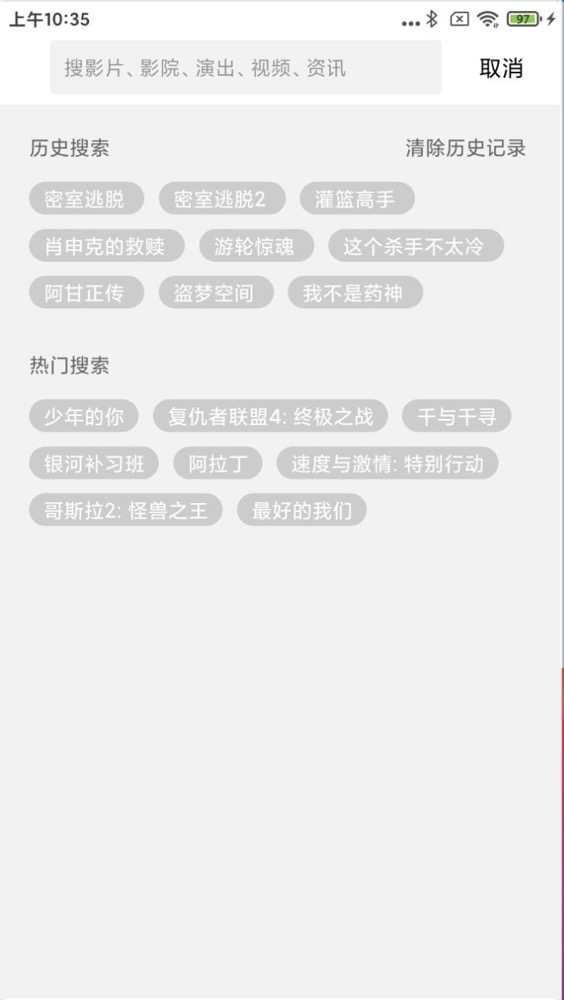 上午10:35 97
搜影片、影院、演出、视频、资讯 取消
历史搜索 清除历史记录
密室逃脱 密室逃脱2 灌篮高手
肖申克的救赎 游轮惊魂 这个杀手不太冷
阿甘正传 盗梦空间 我不是药神
热门搜索
少年的你 复仇者联盟4: 终极之战 千与千寻
银河补习班 阿拉丁 速度与激情: 特别行动
哥斯拉2: 怪兽之王 最好的我们